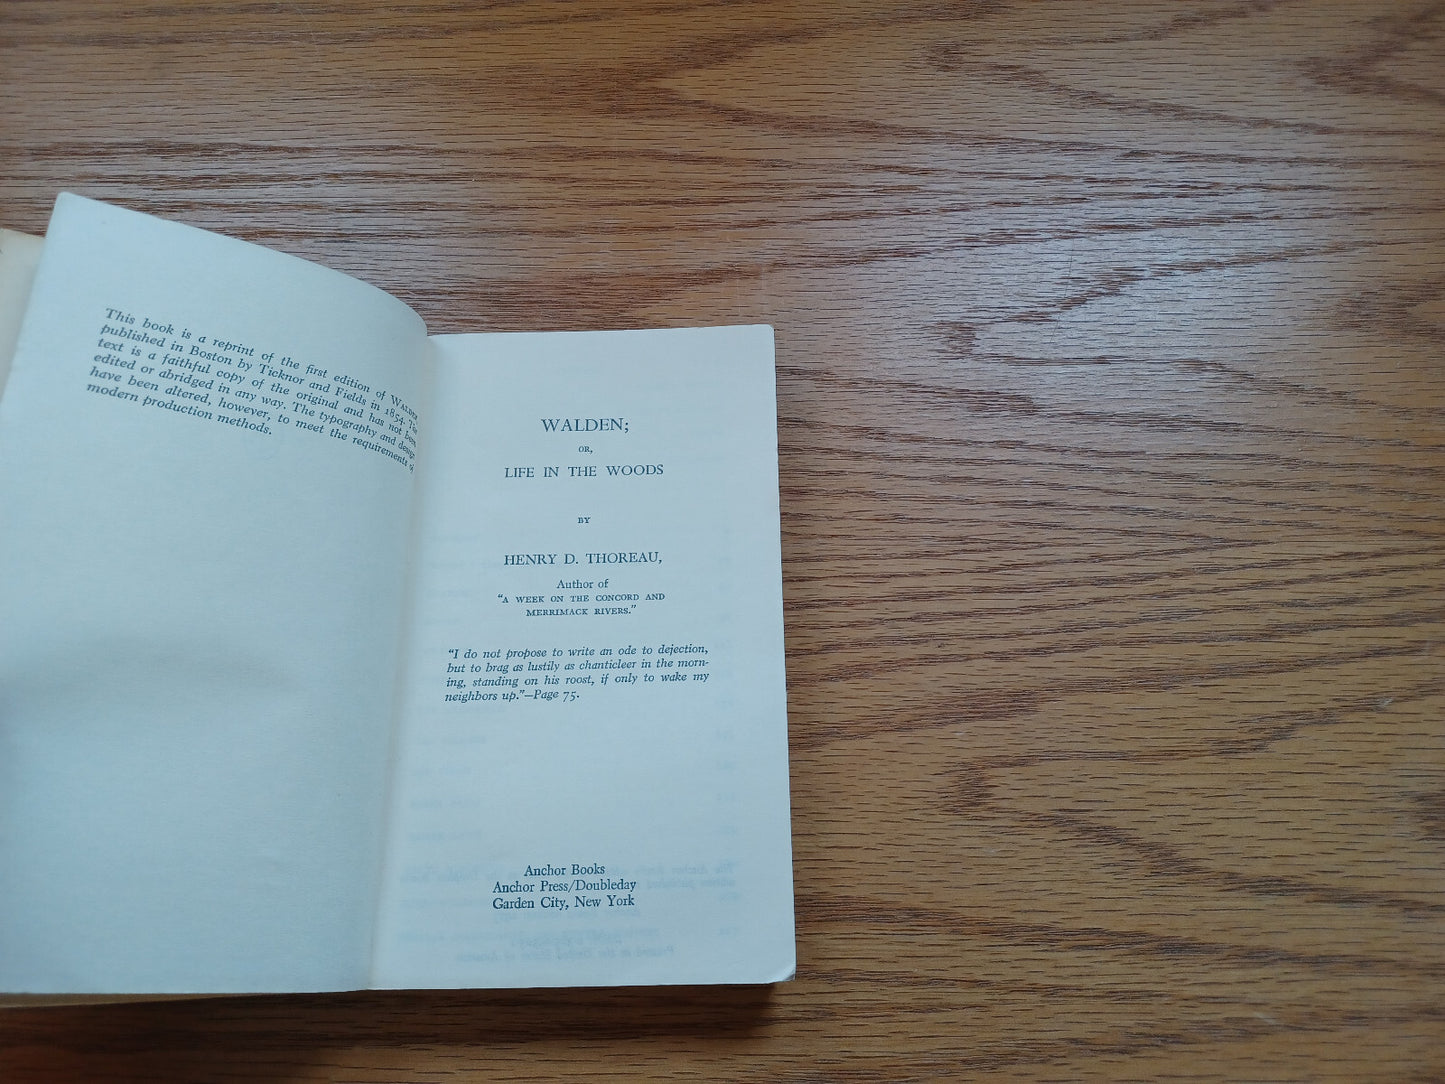 This book is a reprint of the first edition of WALDEN
published in Boston by Ticknor and Fields in 1854. The
text is a faithful copy of the original and has not been
edited or abridged in any way. The typography and design
have been altered, however, to meet the requirements of
modern production methods.
WALDEN;
OR,
LIFE IN THE WOODS
BY
HENRY D. THOREAU,
Author of
"A WEEK ON THE CONCORD AND
MERRIMACK RIVERS."
"I do not propose to write an ode to dejection,
but to brag as lustily as chanticleer in the morn-
ing, standing on his roost, if only to wake my
neighbors up."—Page 75.
Anchor Books
Anchor Press/Doubleday
Garden City, New York